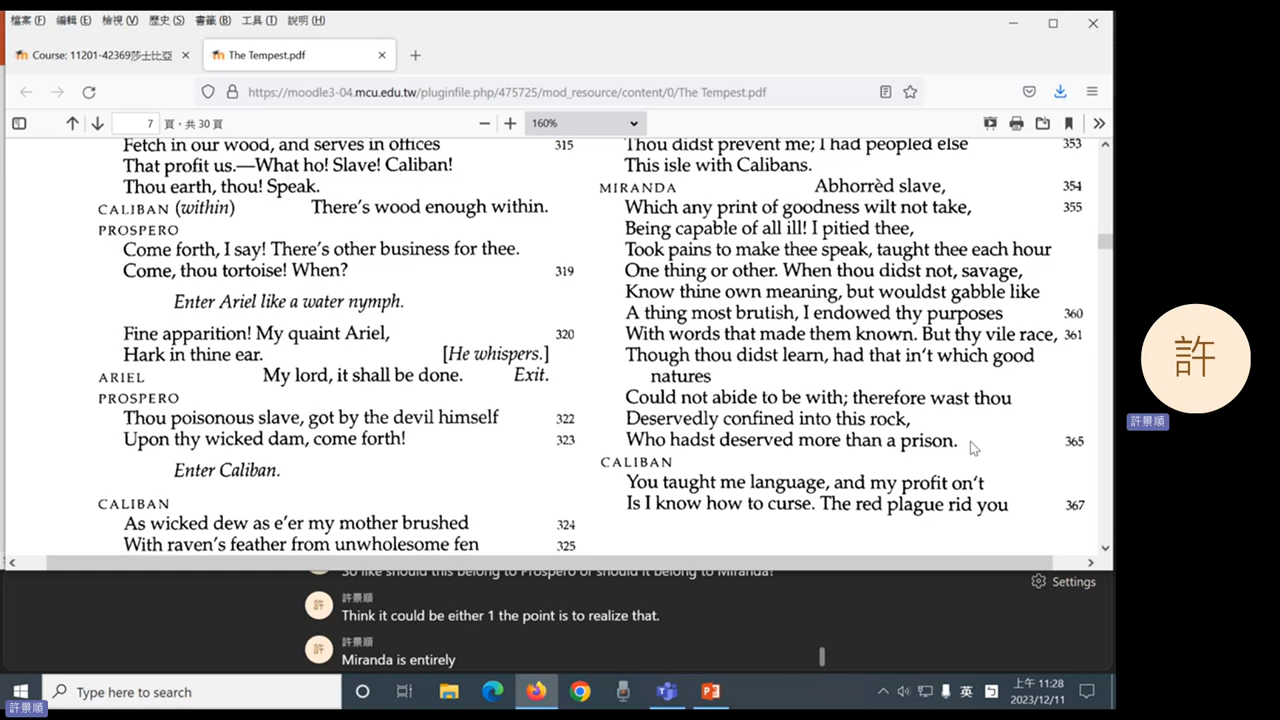 檔案(F) 編輯(E) 檢視(V) 歷史(S) 書籤(B) 工具(T) 說明(H)
Course: 11201-42369莎士比亞
The Tempest.pdf
https://moodle3-04.mcu.edu.tw/pluginfile.php/475725/mod_resource/content/0/The Tempest.pdf
7 頁，共 30 頁
160%
Fetch in our wood, and serves in offices 315
That profit us.—What ho! Slave! Caliban!
Thou earth, thou! Speak.
CALIBAN (within) There's wood enough within.
PROSPERO
Come forth, I say! There's other business for thee.
Come, thou tortoise! When? 319
Enter Ariel like a water nymph.
Fine apparition! My quaint Ariel, 320
Hark in thine ear. [He whispers.]
ARIEL My lord, it shall be done. Exit.
PROSPERO
Thou poisonous slave, got by the devil himself 322
Upon thy wicked dam, come forth! 323
Enter Caliban.
CALIBAN
As wicked dew as e'er my mother brushed 324
With raven's feather from unwholesome fen 325
Thou didst prevent me; I had peopled else 353
This isle with Calibans.
MIRANDA Abhorrèd slave, 354
Which any print of goodness wilt not take, 355
Being capable of all ill! I pitied thee,
Took pains to make thee speak, taught thee each hour
One thing or other. When thou didst not, savage,
Know thine own meaning, but wouldst gabble like
A thing most brutish, I endowed thy purposes 360
With words that made them known. But thy vile race, 361
Though thou didst learn, had that in't which good
natures
Could not abide to be with; therefore wast thou
Deservedly confined into this rock,
Who hadst deserved more than a prison. 365
CALIBAN
You taught me language, and my profit on't
Is I know how to curse. The red plague rid you 367
許
許景順
So like should this belong to Prospero or should it belong to Miranda?
Settings
許 許景順
Think it could be either 1 the point is to realize that.
許 許景順
Miranda is entirely
Type here to search
英
上午 11:28
2023/12/11
許景順